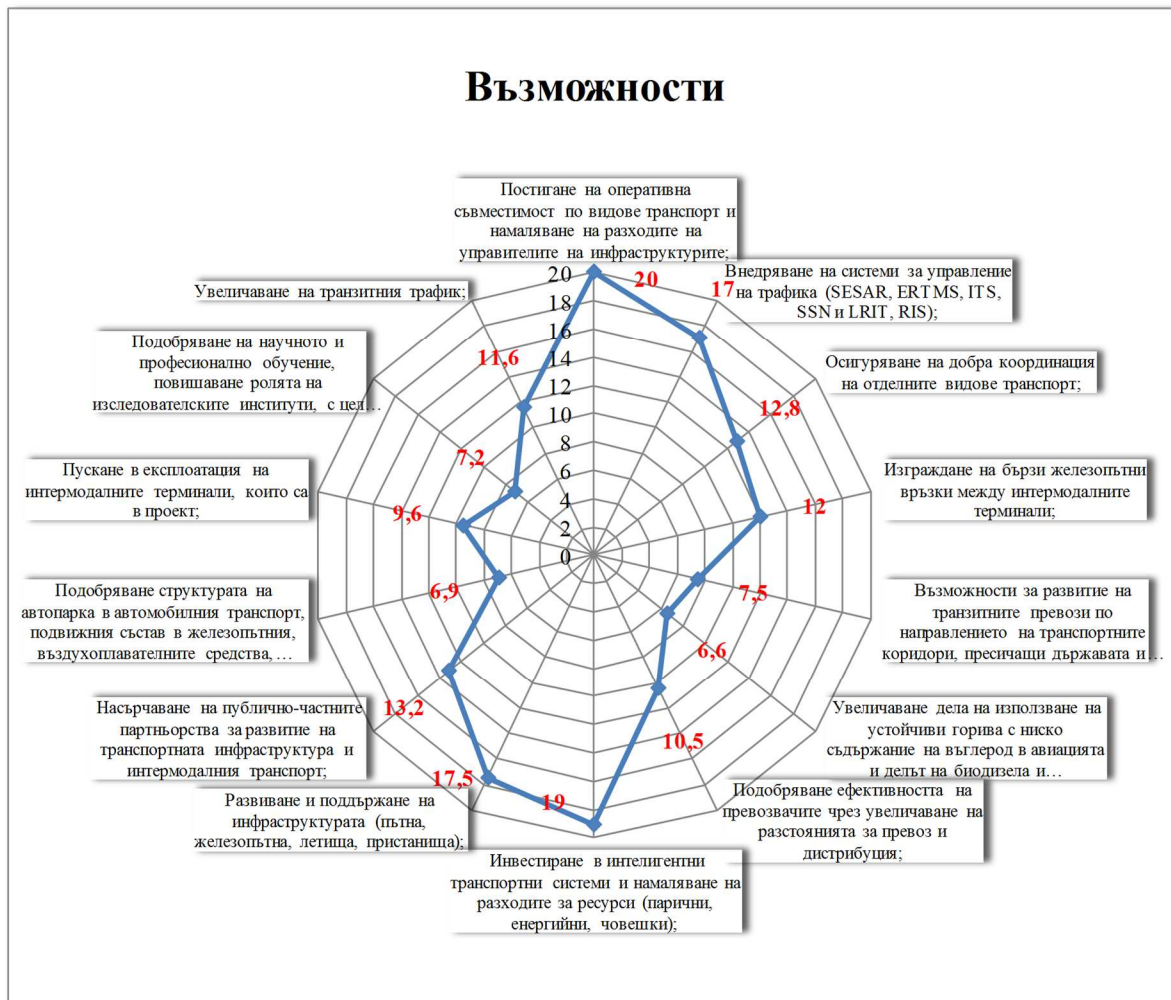 Възможности
Постигане на оперативна
съвместимост по видове транспорт и
намаляване на разходите на
управителите на инфраструктурите;
20
Внедряване на системи за управление
на трафика (SESAR, ERTMS, ITS,
SSN и LRIT, RIS);
17
Осигуряване на добра координация
на отделните видове транспорт;
12,8
Изграждане на бързи железопътни
връзки между интермодалните
терминали;
12
Възможности за развитие на
транзитните превози по
направлението на транспортните
коридори, пресичащи държавата и…
7,5
Увеличаване дела на използване на
устойчиви горива с ниско
съдържание на въглерод в авиацията
и делът на биодизела и…
6,6
Подобряване ефективността на
превозвачите чрез увеличаване на
разстоянията за превоз и
дистрибуция;
10,5
Инвестиране в интелигентни
транспортни системи и намаляване на
разходите за ресурси (парични,
енергийни, човешки);
19
Развиване и поддържане на
инфраструктурата (пътна,
железопътна, летища, пристанища);
17,5
Насърчаване на публично-частните
партньорства за развитие на
транспортната инфраструктура и
интермодалния транспорт;
13,2
Подобряване структурата на
автопарка в автомобилния транспорт,
подвижния състав в железопътния,
въздухоплавателните средства, …
6,9
Пускане в експлоатация на
интермодалните терминали, които са
в проект;
9,6
Подобряване на научното и
професионално обучение,
повишаване ролята на
изследователските институти, с цел…
7,2
Увеличаване на транзитния трафик;
11,6
20
18
16
14
12
10
8
6
4
2
0